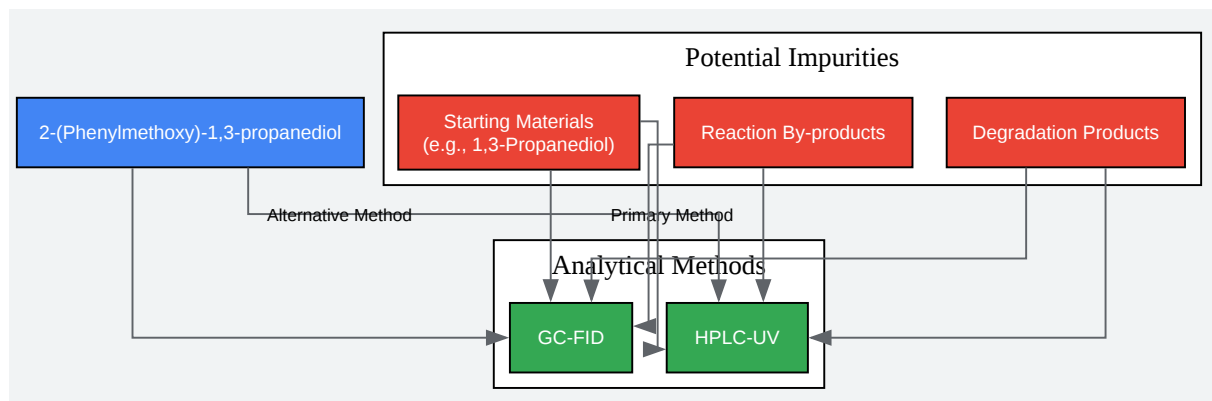 Potential Impurities
2-(Phenylmethoxy)-1,3-propanediol
Starting Materials
(e.g., 1,3-Propanediol)
Reaction By-products
Degradation Products
Alternative Method
Primary Method
Analytical Methods
GC-FID
HPLC-UV